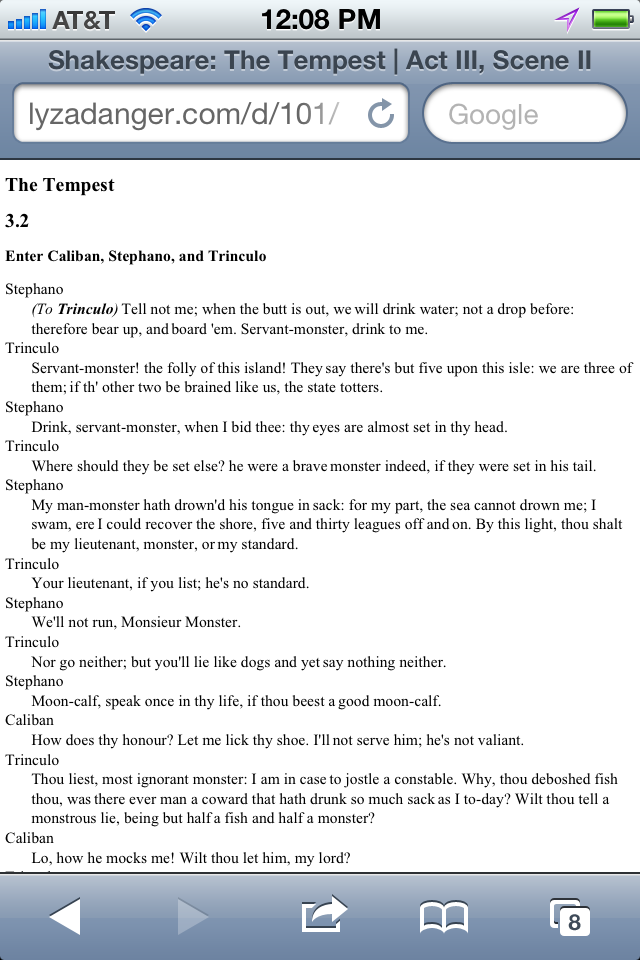 AT&T 12:08 PM
Shakespeare: The Tempest | Act III, Scene II
lyzadanger.com/d/101/ Google
The Tempest
3.2
Enter Caliban, Stephano, and Trinculo
Stephano
(To Trinculo) Tell not me; when the butt is out, we will drink water; not a drop before:
therefore bear up, and board 'em. Servant-monster, drink to me.
Trinculo
Servant-monster! the folly of this island! They say there's but five upon this isle: we are three of
them; if th' other two be brained like us, the state totters.
Stephano
Drink, servant-monster, when I bid thee: thy eyes are almost set in thy head.
Trinculo
Where should they be set else? he were a brave monster indeed, if they were set in his tail.
Stephano
My man-monster hath drown'd his tongue in sack: for my part, the sea cannot drown me; I
swam, ere I could recover the shore, five and thirty leagues off and on. By this light, thou shalt
be my lieutenant, monster, or my standard.
Trinculo
Your lieutenant, if you list; he's no standard.
Stephano
We'll not run, Monsieur Monster.
Trinculo
Nor go neither; but you'll lie like dogs and yet say nothing neither.
Stephano
Moon-calf, speak once in thy life, if thou beest a good moon-calf.
Caliban
How does thy honour? Let me lick thy shoe. I'll not serve him; he's not valiant.
Trinculo
Thou liest, most ignorant monster: I am in case to jostle a constable. Why, thou deboshed fish
thou, was there ever man a coward that hath drunk so much sack as I to-day? Wilt thou tell a
monstrous lie, being but half a fish and half a monster?
Caliban
Lo, how he mocks me! Wilt thou let him, my lord?
8